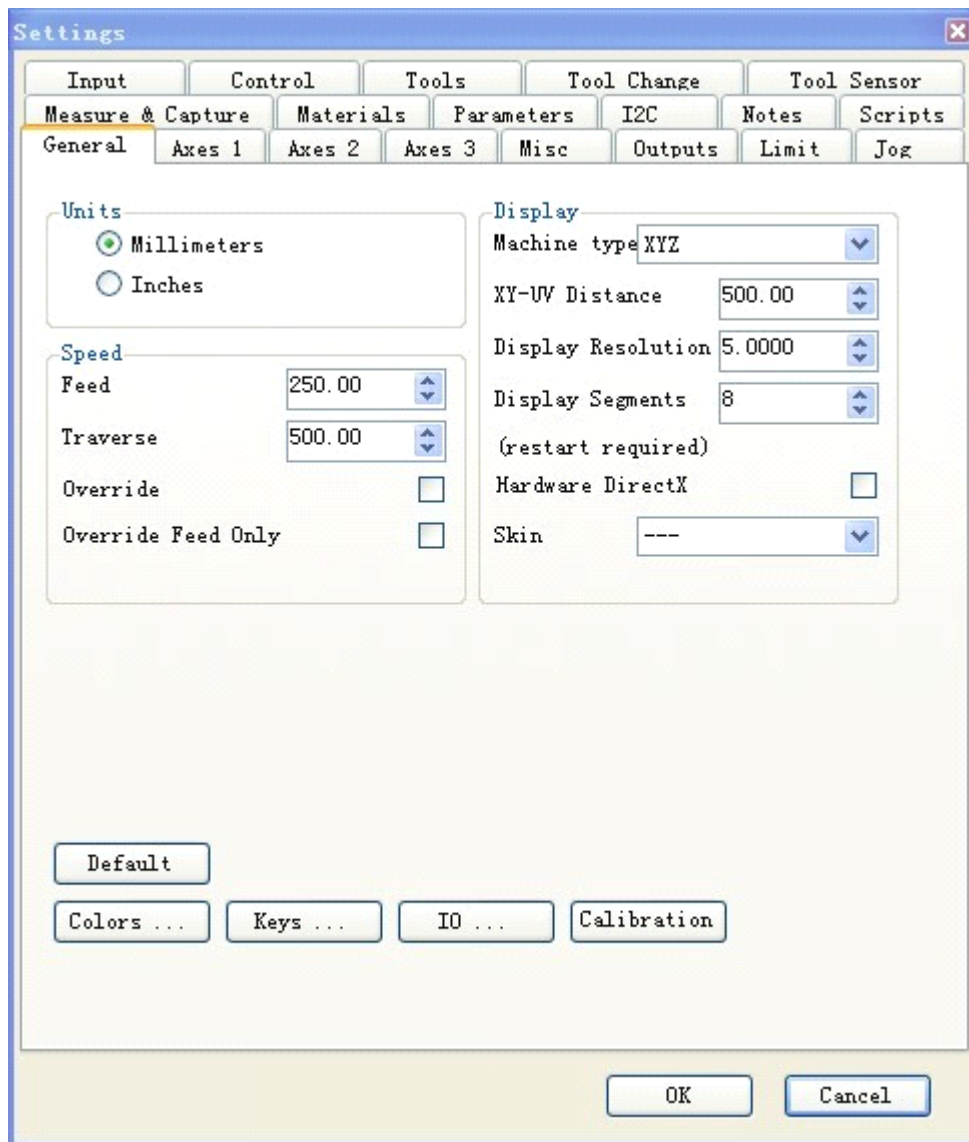 Settings
Input Control Tools Tool Change Tool Sensor
Measure & Capture Materials Parameters I2C Notes Scripts
General Axes 1 Axes 2 Axes 3 Misc Outputs Limit Jog
Units
Millimeters
Inches
Speed
Feed 250.00
Traverse 500.00
Override
Override Feed Only
Display
Machine type XYZ
XY-UV Distance 500.00
Display Resolution 5.0000
Display Segments 8
(restart required)
Hardware DirectX
Skin ---
Default
Colors ... Keys ... IO ... Calibration
OK Cancel